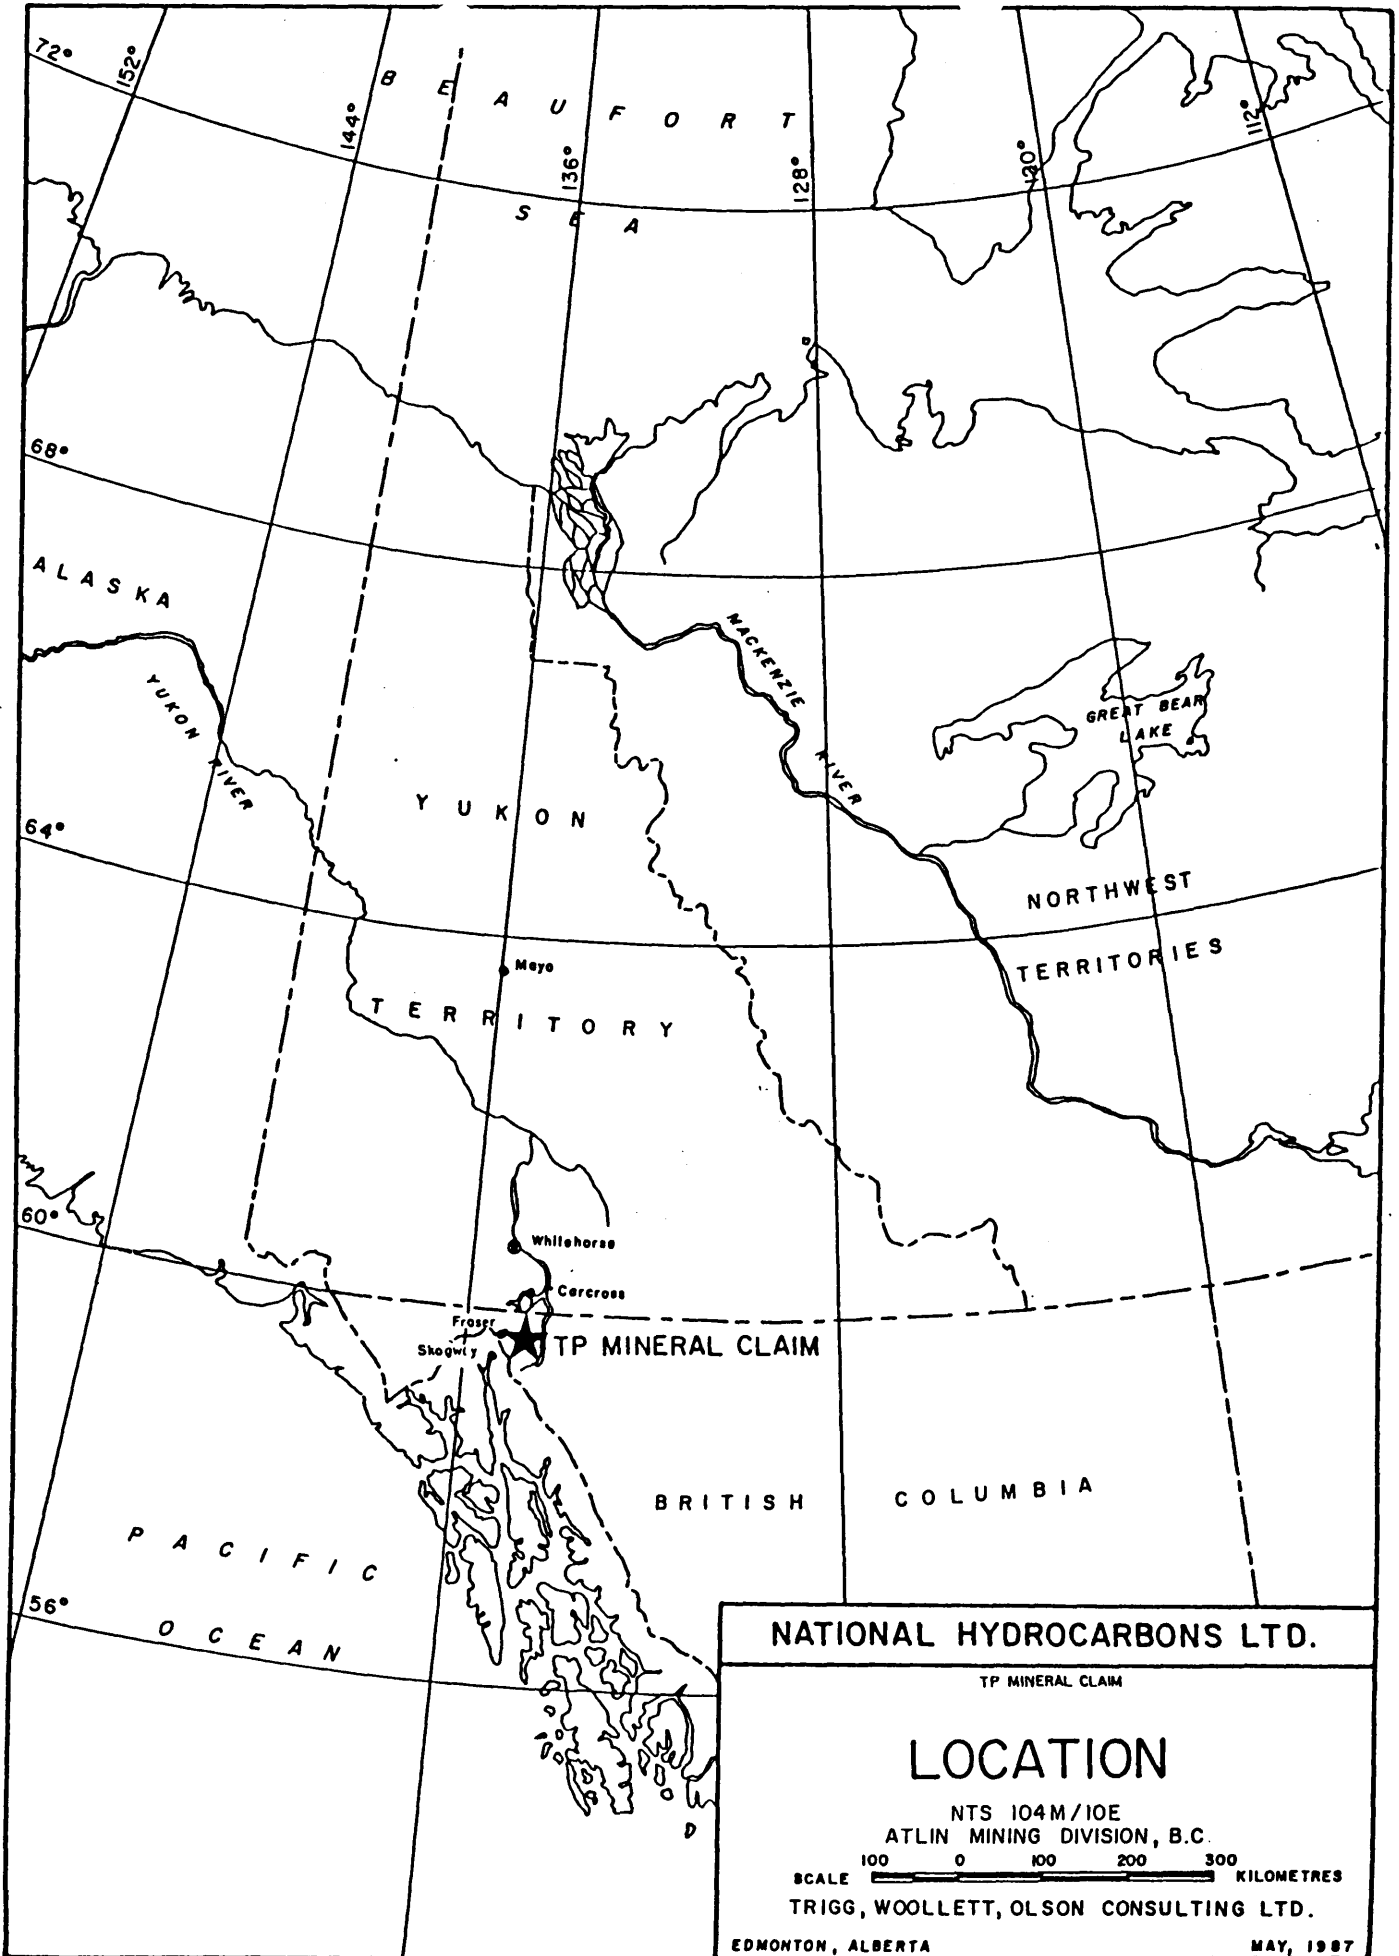 72°
152°
144°
136°
128°
120°
112°
BEAUFORT
SEA
68°
ALASKA
YUKON RIVER
MACKENZIE RIVER
GREAT BEAR
LAKE
64°
YUKON
NORTHWEST
TERRITORIES
Mayo
TERRITORY
60°
Whitehorse
Carcross
Fraser
Skagway
TP MINERAL CLAIM
BRITISH COLUMBIA
PACIFIC
OCEAN
56°
NATIONAL HYDROCARBONS LTD.
TP MINERAL CLAIM
LOCATION
NTS 104M/10E
ATLIN MINING DIVISION, B.C.
100 0 100 200 300
SCALE KILOMETRES
TRIGG, WOOLLETT, OLSON CONSULTING LTD.
EDMONTON, ALBERTA MAY, 1987